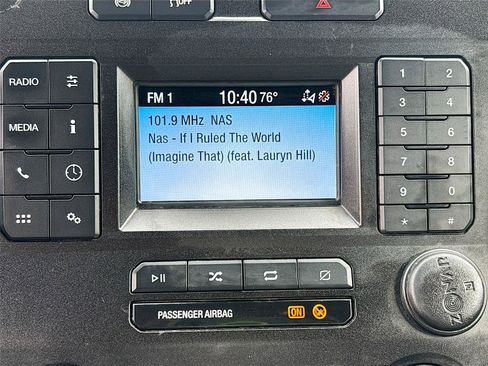 OFF
RADIO
MEDIA
i
FM 1 10:40 76°
101.9 MHz NAS
Nas - If I Ruled The World
(Imagine That) (feat. Lauryn Hill)
1 2
3 4
5 6
7 8
9 0
* #
PASSENGER AIRBAG ON